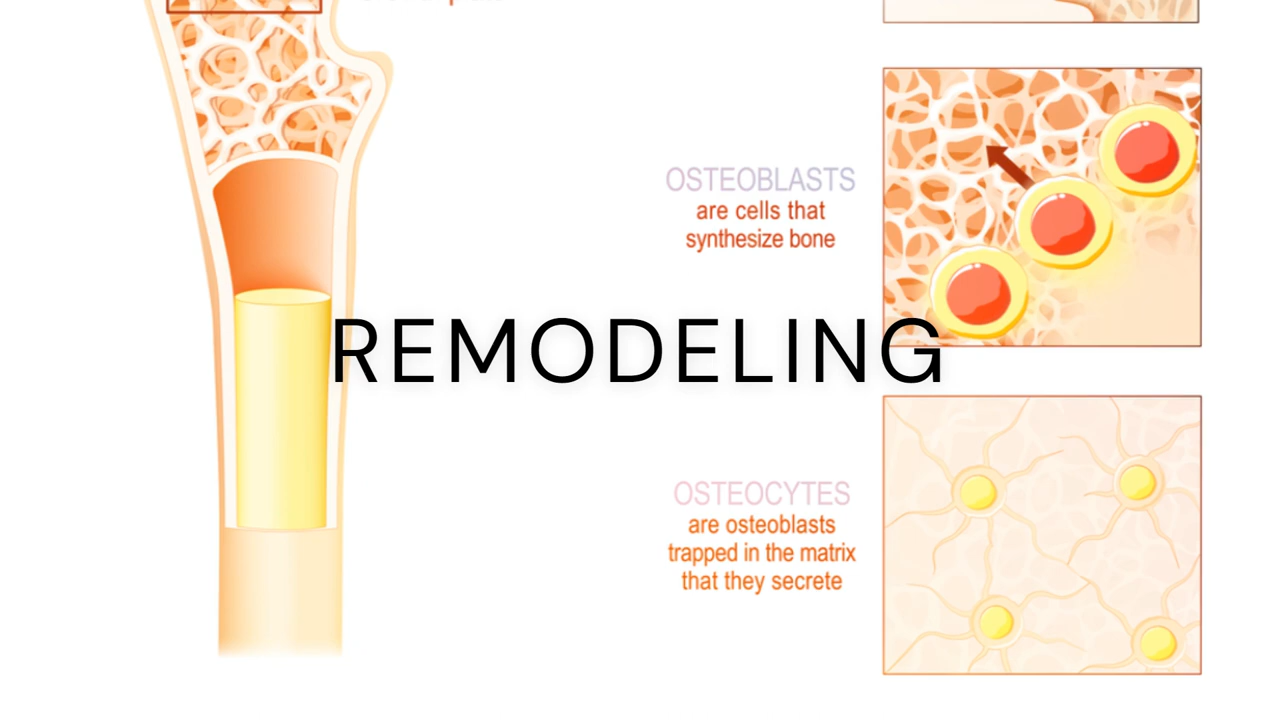 OSTEOBLASTS
are cells that
synthesize bone
REMODELING
OSTEOCYTES
are osteoblasts
trapped in the matrix
that they secrete